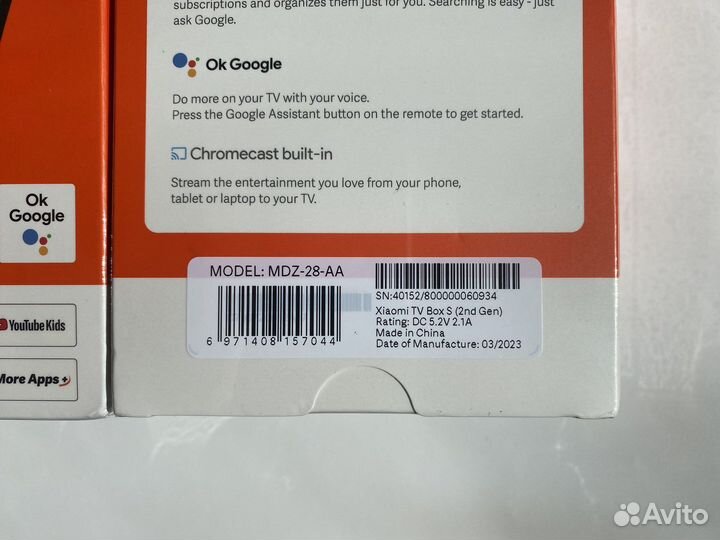 subscriptions and organizes them just for you. Searching is easy - just
ask Google.
Ok Google
Do more on your TV with your voice.
Press the Google Assistant button on the remote to get started.
Chromecast built-in
Stream the entertainment you love from your phone,
tablet or laptop to your TV.
Ok
Google
YouTube Kids
More Apps+
MODEL: MDZ-28-AA
6 971408 157044
SN:40152/800000060934
Xiaomi TV Box S (2nd Gen)
Rating: DC 5.2V 2.1A
Made in China
Date of Manufacture: 03/2023
Avito